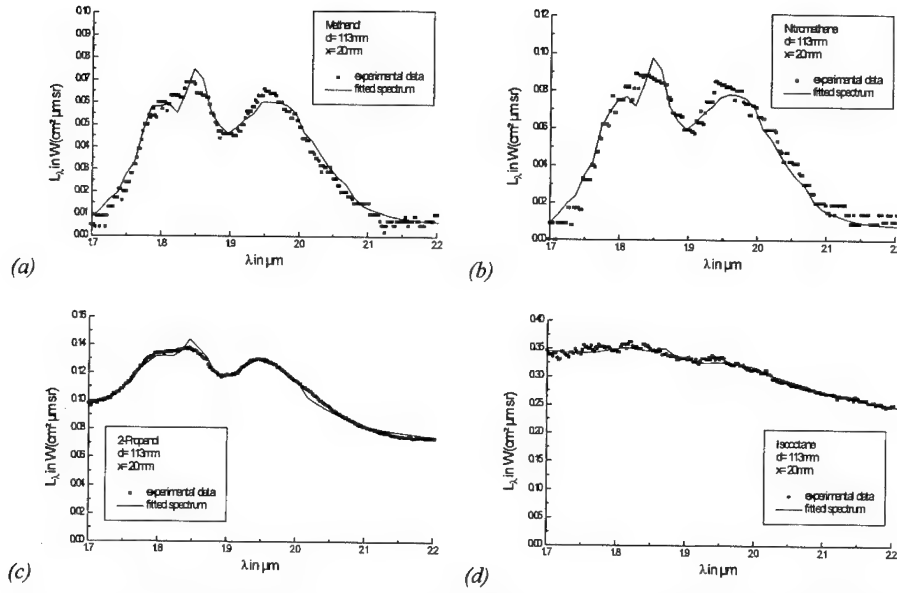 Methanol
d= 113mm
x= 20mm
experimental data
fitted spectrum
0.10
0.09
0.08
0.07
0.06
0.05
0.04
0.03
0.02
0.01
0.00
L_λ in W/(cm² μm sr)
1.7 1.8 1.9 2.0 2.1 2.2
λ in μm
(a)
Nitromethane
d= 113mm
x= 20mm
experimental data
fitted spectrum
0.12
0.10
0.08
0.06
0.04
0.02
0.00
L_λ in W/(cm² μm sr)
1.7 1.8 1.9 2.0 2.1 2.2
λ in μm
(b)
0.16
0.14
0.12
0.10
0.08
0.06
0.04
0.02
0.00
L_λ in W/(cm² μm sr)
2-Propanol
d= 113mm
x= 20mm
experimental data
fitted spectrum
1.7 1.8 1.9 2.0 2.1 2.2
λ in μm
(c)
0.40
0.35
0.30
0.25
0.20
0.15
0.10
0.05
0.00
L_λ in W/(cm² μm sr)
Isooctane
d= 113mm
x= 20mm
experimental data
fitted spectrum
1.7 1.8 1.9 2.0 2.1 2.2
λ in μm
(d)